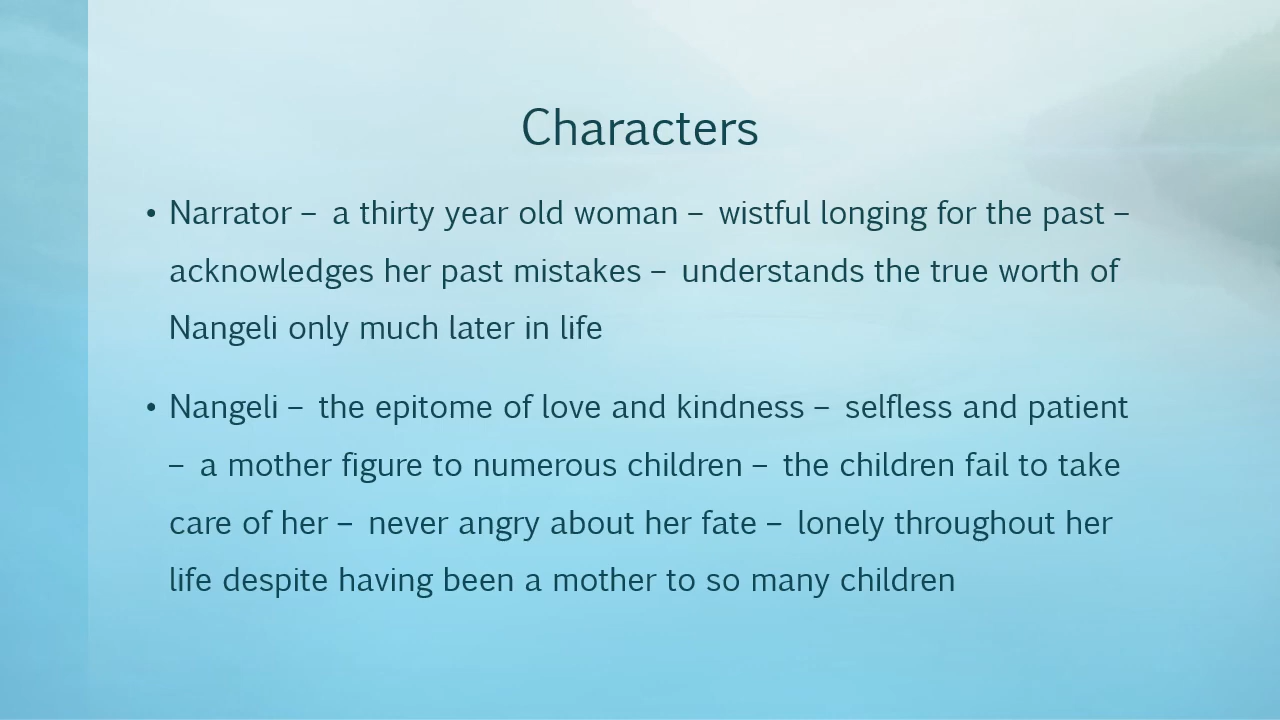 Characters
• Narrator – a thirty year old woman – wistful longing for the past –
acknowledges her past mistakes – understands the true worth of
Nangeli only much later in life
• Nangeli – the epitome of love and kindness – selfless and patient
– a mother figure to numerous children – the children fail to take
care of her – never angry about her fate – lonely throughout her
life despite having been a mother to so many children